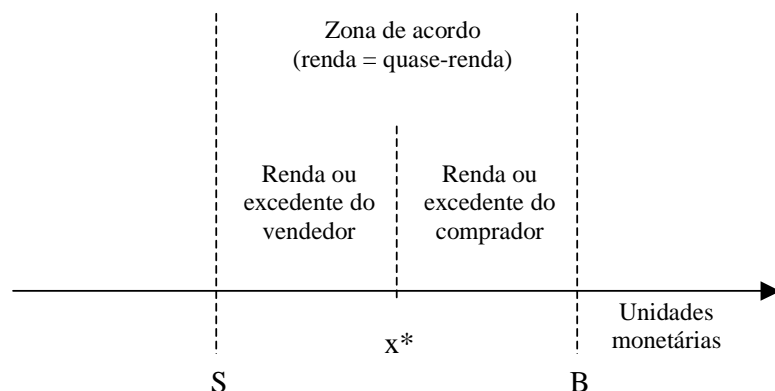 Zona de acordo
(renda = quase-renda)
Renda ou
excedente do
vendedor
Renda ou
excedente do
comprador
Unidades
monetárias
x*
S
B